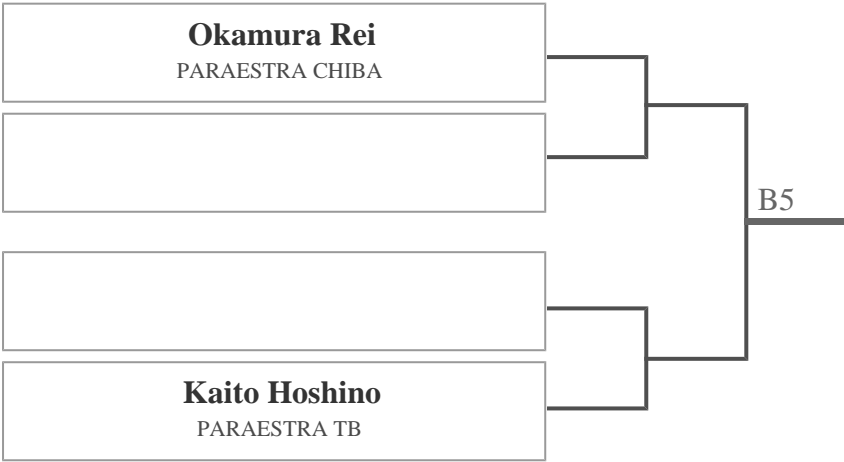 Okamura Rei
PARAESTRA CHIBA
B5
Kaito Hoshino
PARAESTRA TB